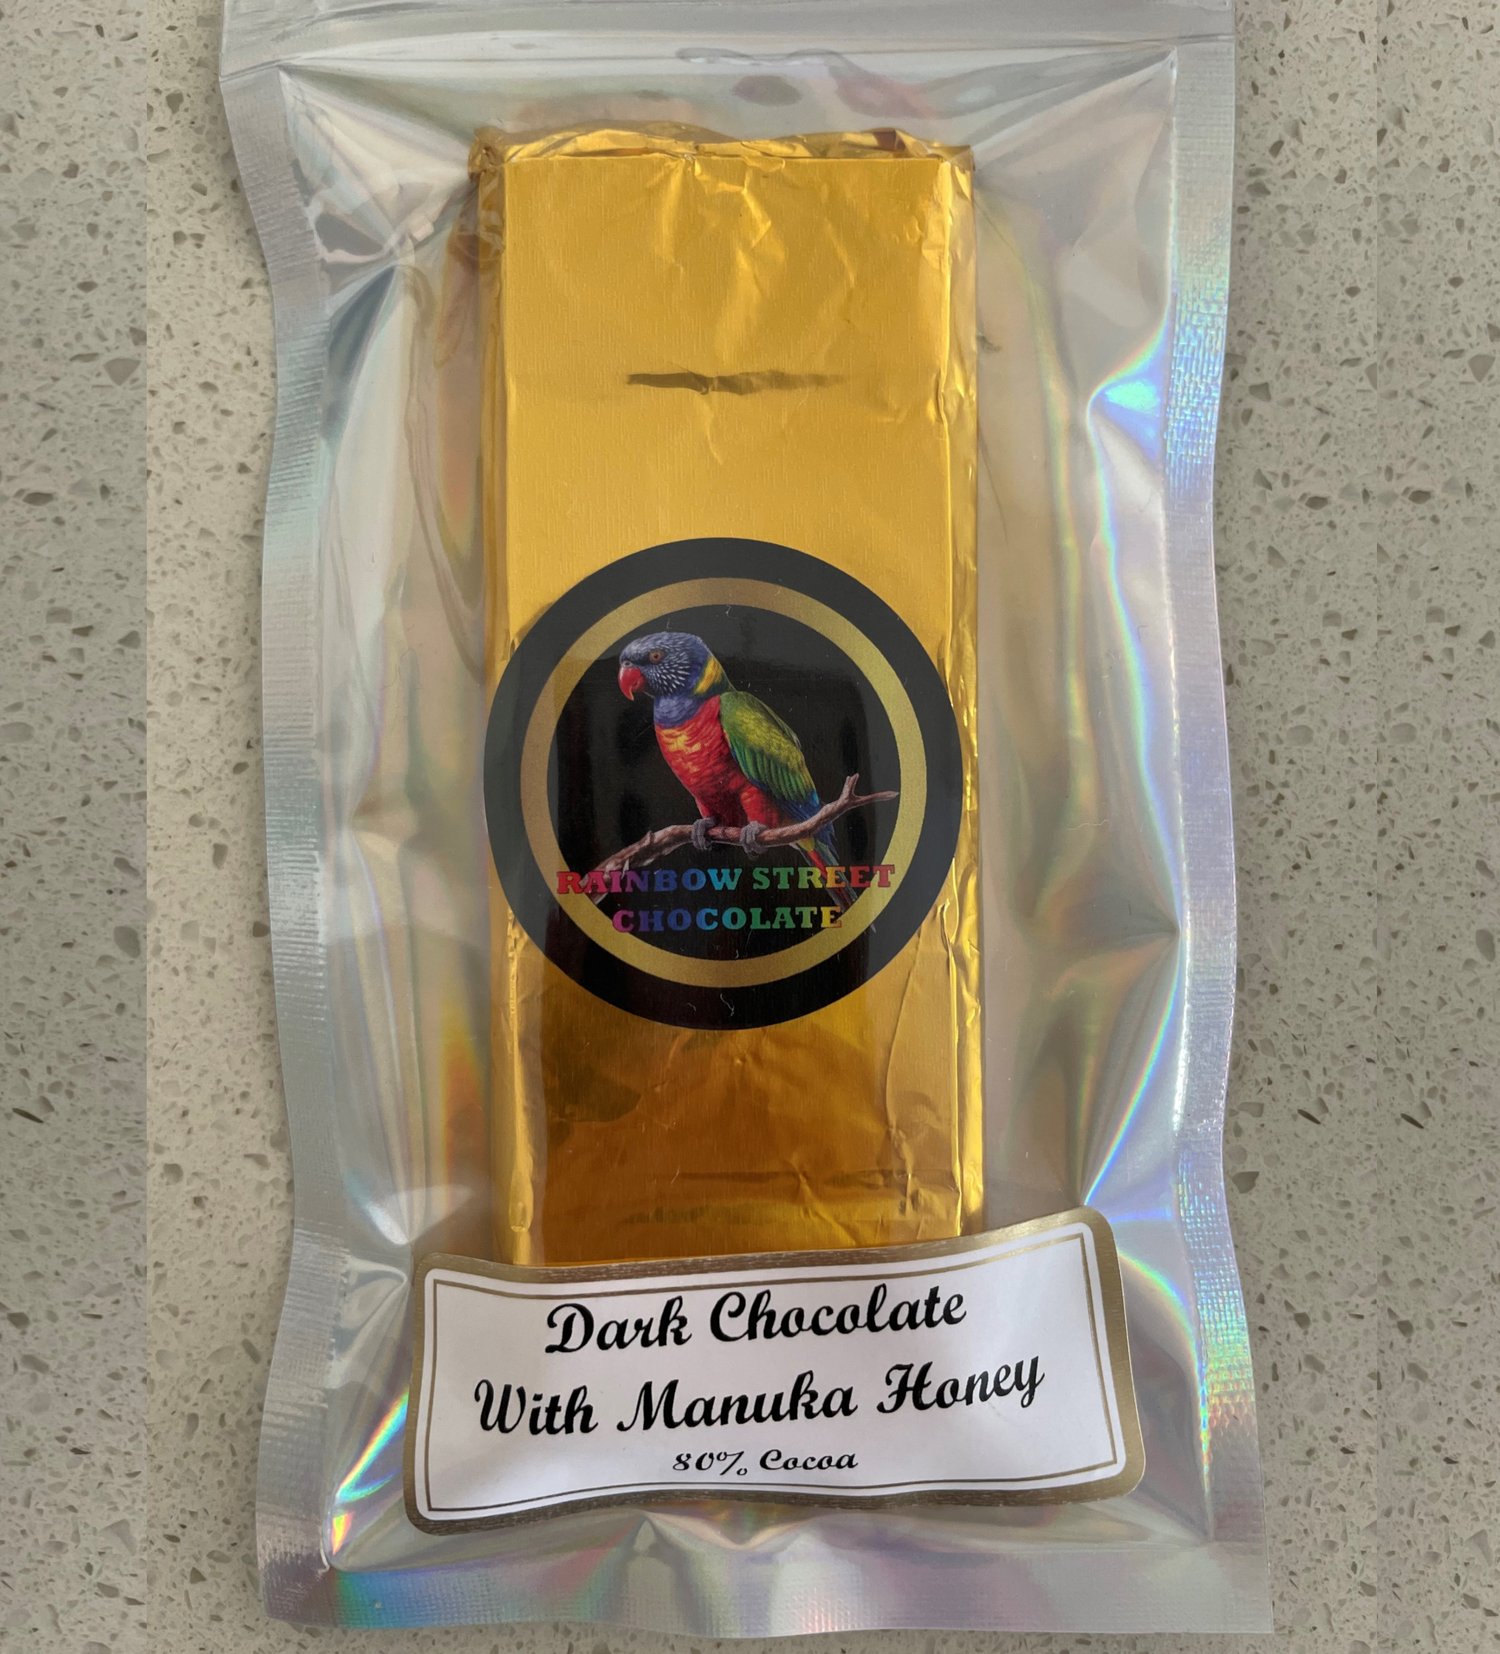 RAINBOW STREET
CHOCOLATE
Dark Chocolate
With Manuka Honey
80% Cocoa